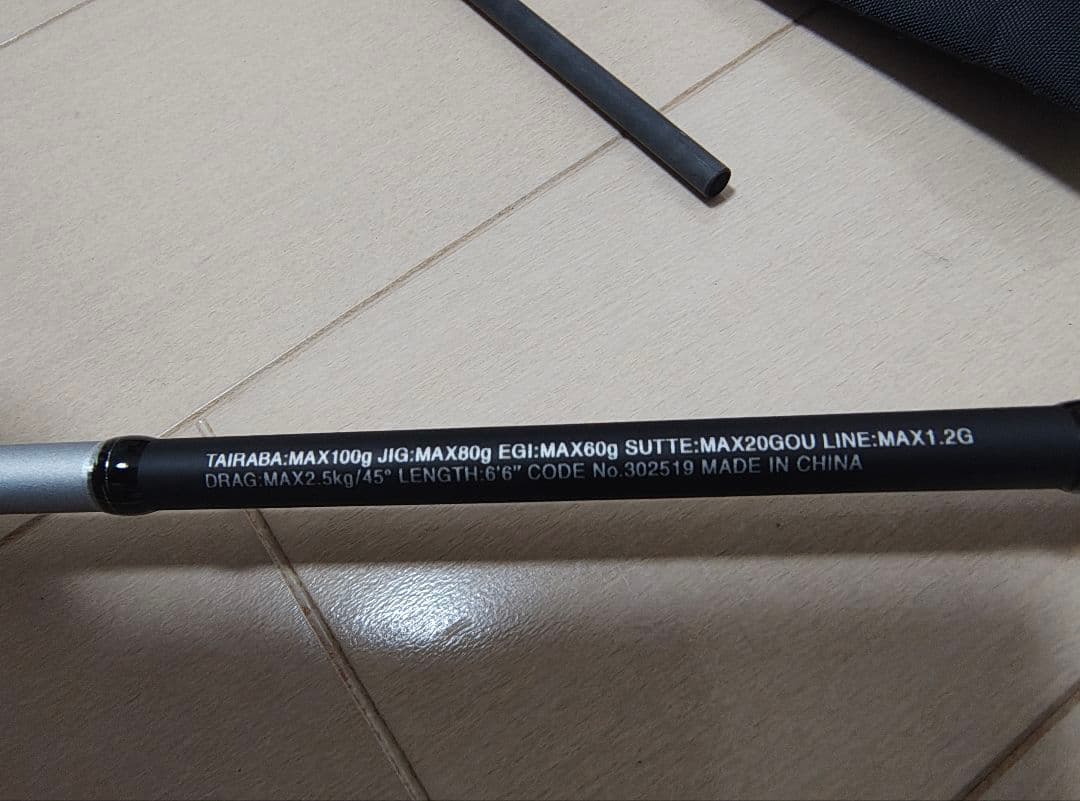 TAIRABA:MAX100g JIG:MAX80g EGI:MAX60g SUTTE:MAX20GOU LINE:MAX1.2G
DRAG:MAX2.5kg/45° LENGTH:6'6" CODE No.302519 MADE IN CHINA